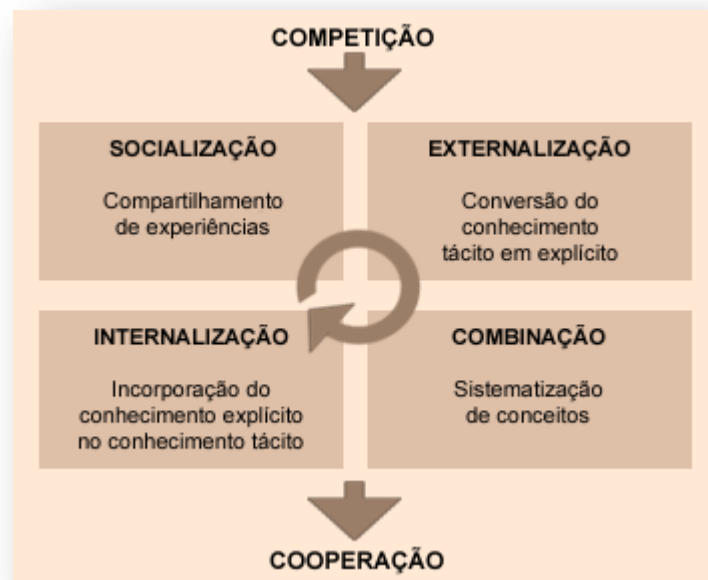 COMPETIÇÃO
SOCIALIZAÇÃO
Compartilhamento
de experiências
EXTERNALIZAÇÃO
Conversão do
conhecimento
tácito em explícito
INTERNALIZAÇÃO
Incorporação do
conhecimento explícito
no conhecimento tácito
COMBINAÇÃO
Sistematização
de conceitos
COOPERAÇÃO